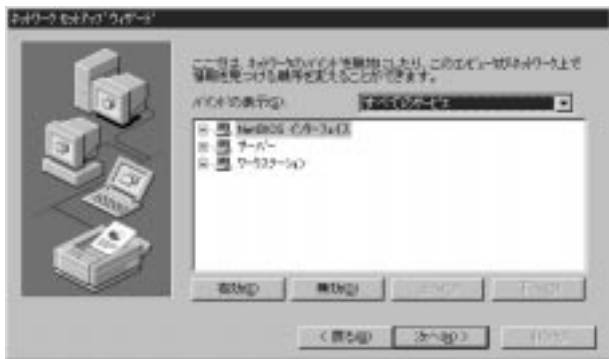 ネットワーク セットアップ ウィザード
ここでは、ネットワークのバインドを無効にしたり、このコンピュータがネットワーク上で
情報を見つける順序を変えることができます。
バインドの表示(S): すべてのサービス
NetBIOS インターフェイス
サーバー
ワークステーション
有効(E) 無効(D)
< 戻る(B) 次へ(N) >